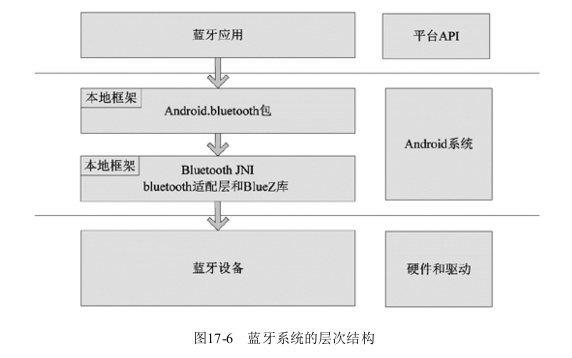 蓝牙应用
平台API
本地框架
Android.bluetooth包
Android系统
本地框架
Bluetooth JNI
bluetooth适配层和BlueZ库
蓝牙设备
硬件和驱动
图17-6 蓝牙系统的层次结构